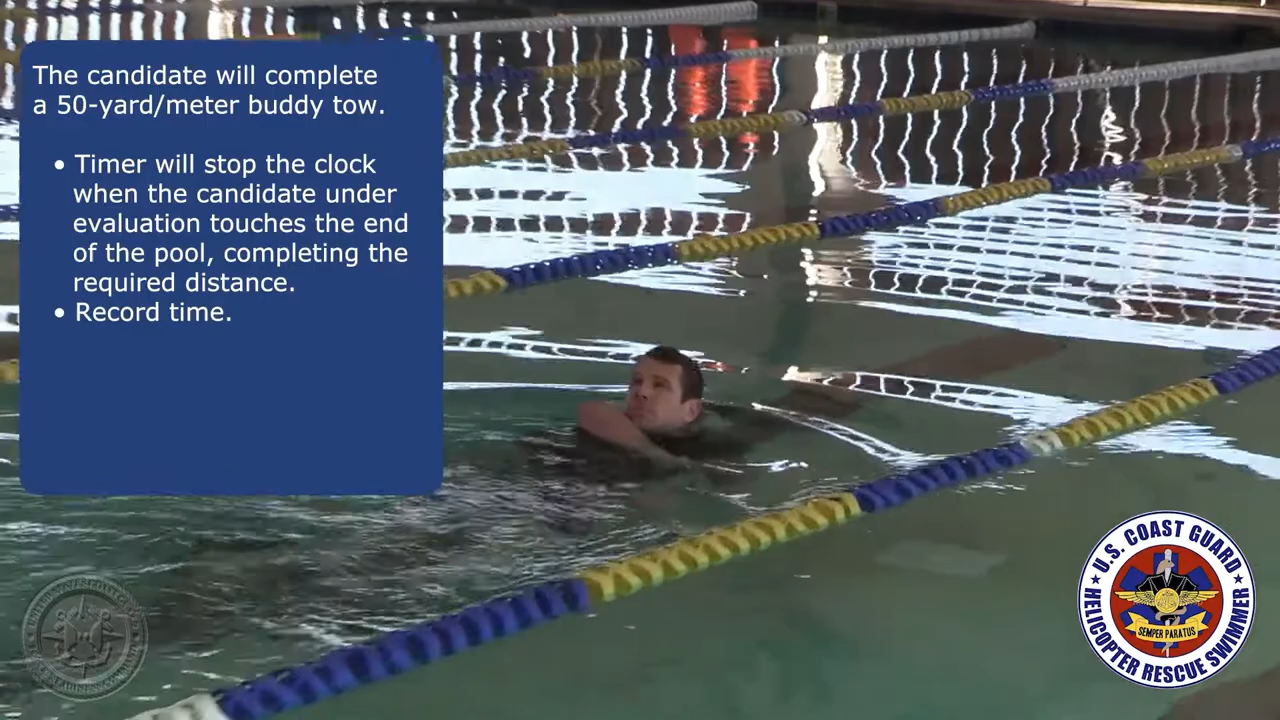 The candidate will complete
a 50-yard/meter buddy tow.
• Timer will stop the clock
when the candidate under
evaluation touches the end
of the pool, completing the
required distance.
• Record time.
U.S. COAST GUARD
SEMPER PARATUS
HELICOPTER RESCUE SWIMMER